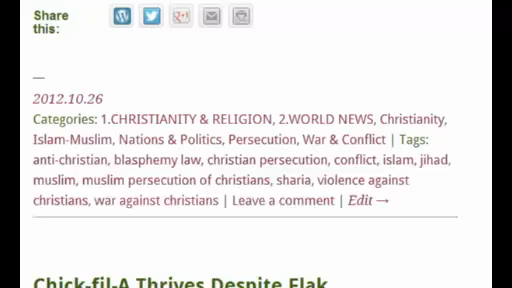 Share
this:
—
2012.10.26
Categories: 1.CHRISTIANITY & RELIGION, 2.WORLD NEWS, Christianity,
Islam-Muslim, Nations & Politics, Persecution, War & Conflict | Tags:
anti-christian, blasphemy law, christian persecution, conflict, islam, jihad,
muslim, muslim persecution of christians, sharia, violence against
christians, war against christians | Leave a comment | Edit →
Chick-fil-A Thrives Despite Flak